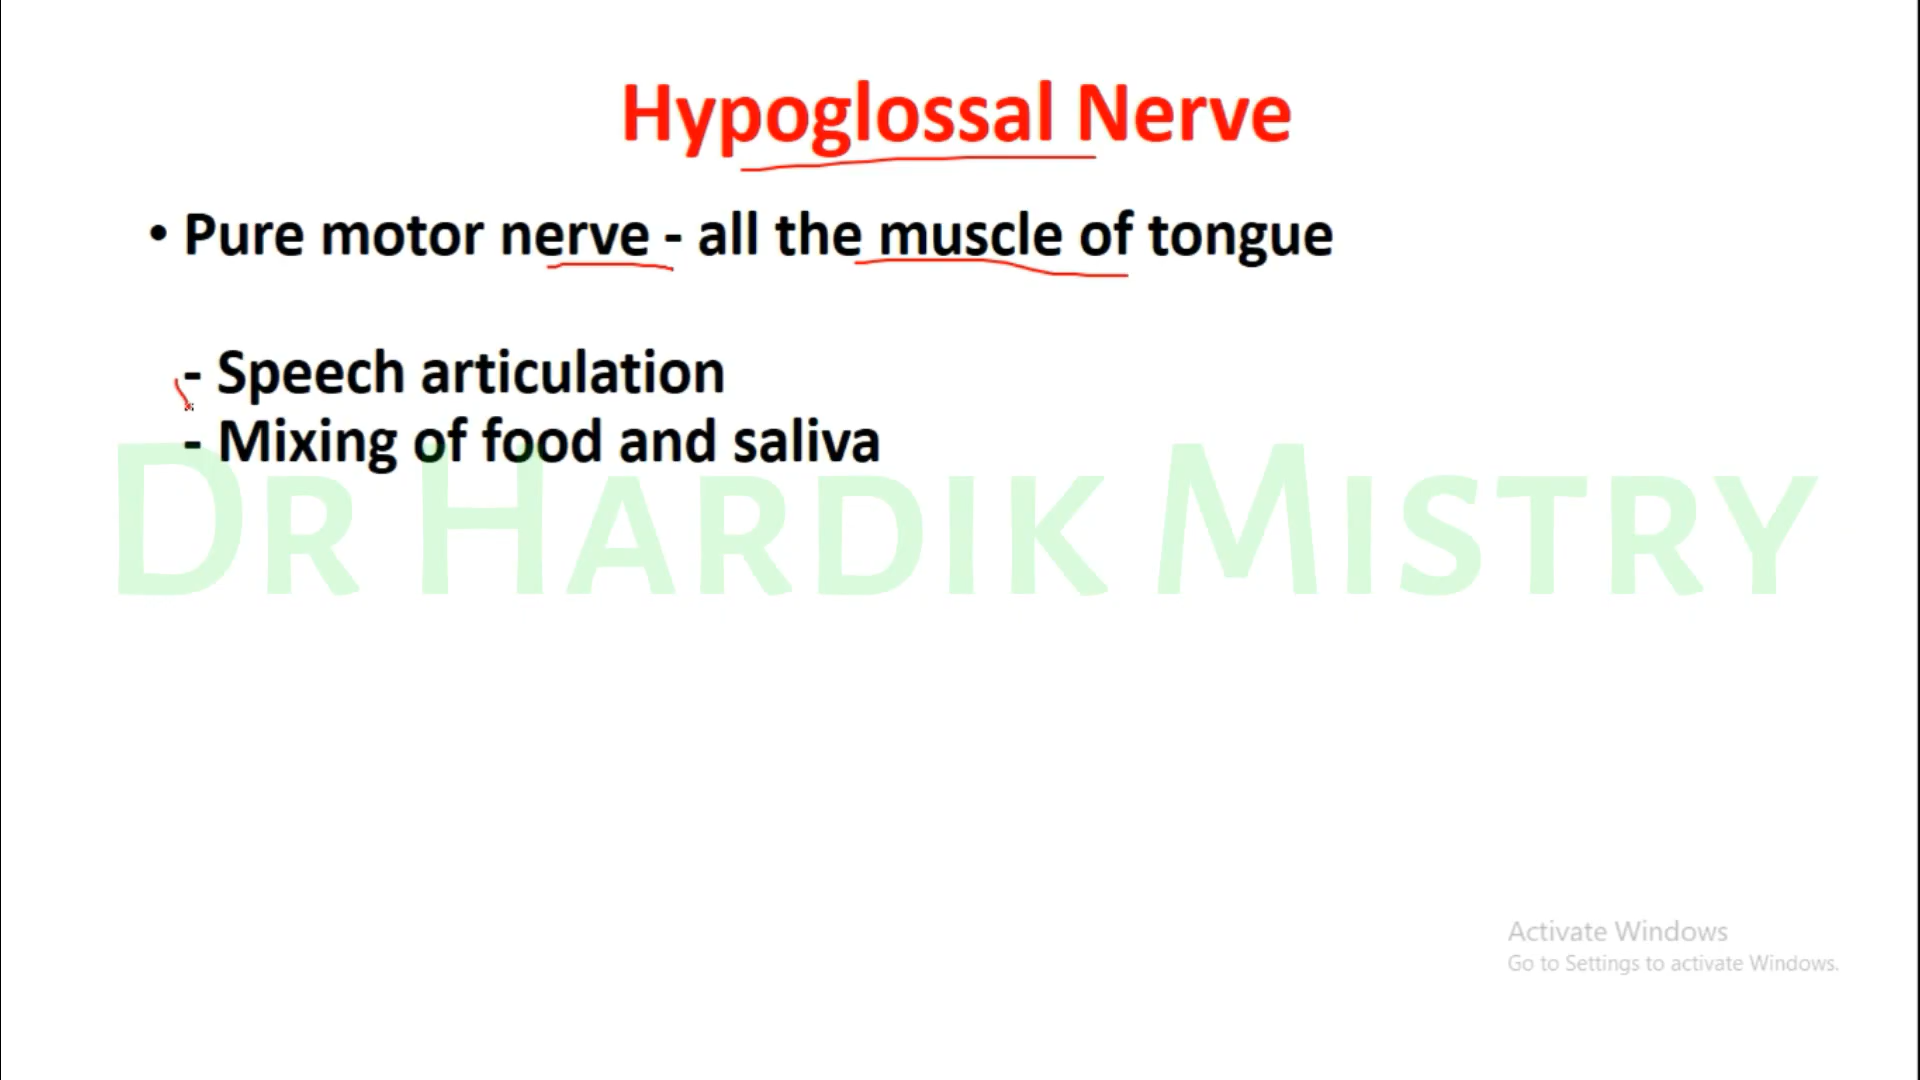 Hypoglossal Nerve
• Pure motor nerve - all the muscle of tongue
- Speech articulation
- Mixing of food and saliva
DR HARDIK MISTRY
Activate Windows
Go to Settings to activate Windows.